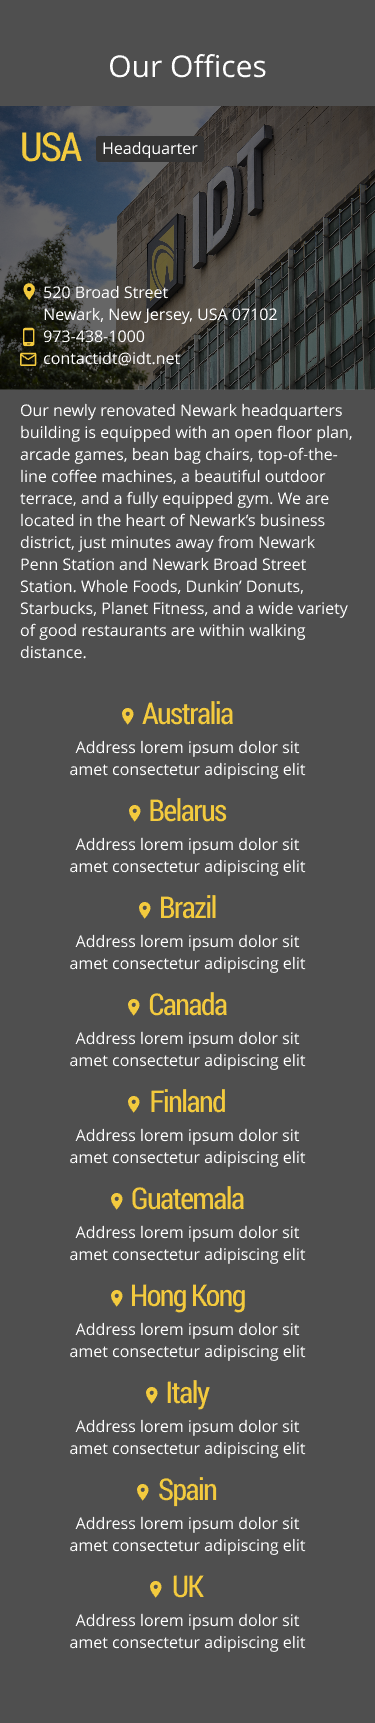 Our Offices
USA
Headquarter
IDT
520 Broad Street
Newark, New Jersey, USA 07102
973-438-1000
contactidt@idt.net
Our newly renovated Newark headquarters
building is equipped with an open floor plan,
arcade games, bean bag chairs, top-of-the-
line coffee machines, a beautiful outdoor
terrace, and a fully equipped gym. We are
located in the heart of Newark’s business
district, just minutes away from Newark
Penn Station and Newark Broad Street
Station. Whole Foods, Dunkin’ Donuts,
Starbucks, Planet Fitness, and a wide variety
of good restaurants are within walking
distance.
Australia
Address lorem ipsum dolor sit
amet consectetur adipiscing elit
Belarus
Address lorem ipsum dolor sit
amet consectetur adipiscing elit
Brazil
Address lorem ipsum dolor sit
amet consectetur adipiscing elit
Canada
Address lorem ipsum dolor sit
amet consectetur adipiscing elit
Finland
Address lorem ipsum dolor sit
amet consectetur adipiscing elit
Guatemala
Address lorem ipsum dolor sit
amet consectetur adipiscing elit
Hong Kong
Address lorem ipsum dolor sit
amet consectetur adipiscing elit
Italy
Address lorem ipsum dolor sit
amet consectetur adipiscing elit
Spain
Address lorem ipsum dolor sit
amet consectetur adipiscing elit
UK
Address lorem ipsum dolor sit
amet consectetur adipiscing elit